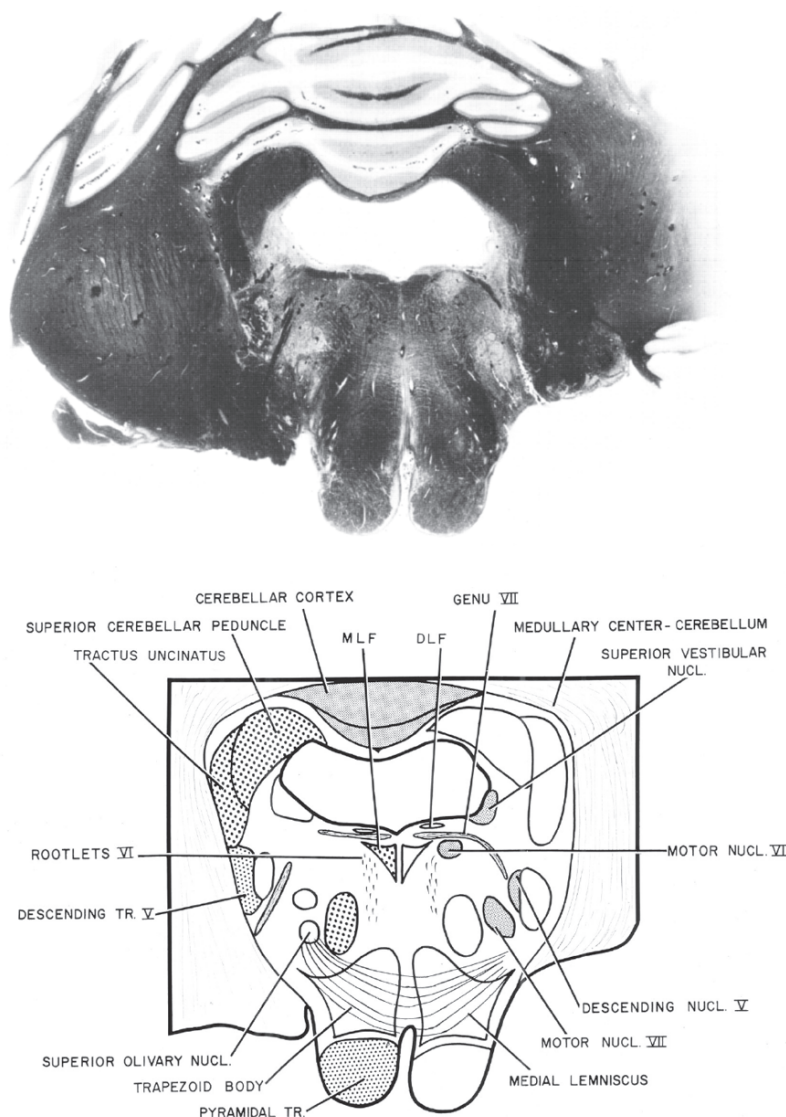 CEREBELLAR CORTEX
GENU VII
SUPERIOR CEREBELLAR PEDUNCLE
MLF
DLF
MEDULLARY CENTER-CEREBELLUM
TRACTUS UNCINATUS
SUPERIOR VESTIBULAR
NUCL.
ROOTLETS VI
MOTOR NUCL. VI
DESCENDING TR. V
DESCENDING NUCL. V
MOTOR NUCL. VII
SUPERIOR OLIVARY NUCL.
TRAPEZOID BODY
MEDIAL LEMNISCUS
PYRAMIDAL TR.